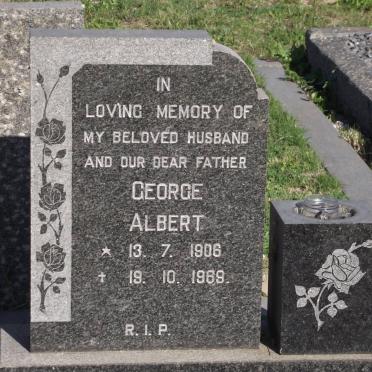 IN
LOVING MEMORY OF
MY BELOVED HUSBAND
AND OUR DEAR FATHER
GEORGE
ALBERT
* 13. 7. 1906
† 19. 10. 1969.
R.I.P.